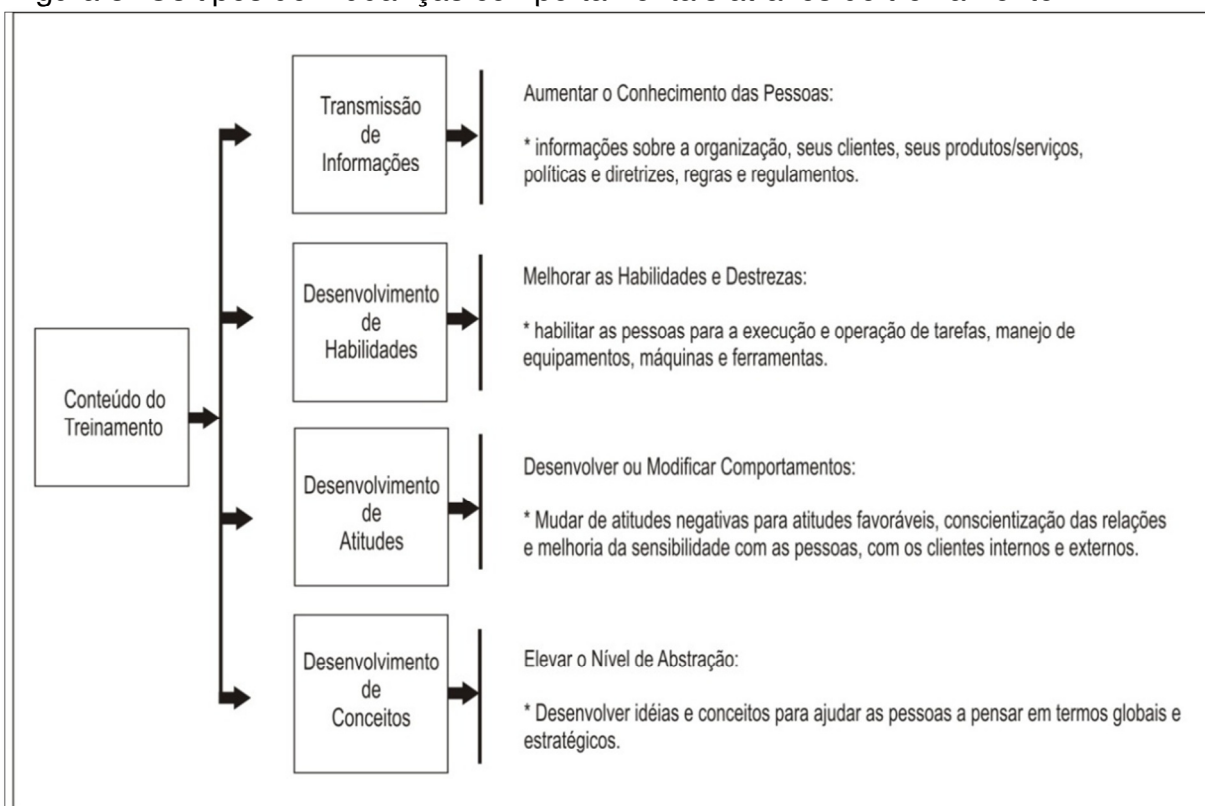 Conteúdo do
Treinamento
Transmissão
de
Informações
Aumentar o Conhecimento das Pessoas:
* informações sobre a organização, seus clientes, seus produtos/serviços,
políticas e diretrizes, regras e regulamentos.
Desenvolvimento
de
Habilidades
Melhorar as Habilidades e Destrezas:
* habilitar as pessoas para a execução e operação de tarefas, manejo de
equipamentos, máquinas e ferramentas.
Desenvolvimento
de
Atitudes
Desenvolver ou Modificar Comportamentos:
* Mudar de atitudes negativas para atitudes favoráveis, conscientização das relações
e melhoria da sensibilidade com as pessoas, com os clientes internos e externos.
Desenvolvimento
de
Conceitos
Elevar o Nível de Abstração:
* Desenvolver idéias e conceitos para ajudar as pessoas a pensar em termos globais e
estratégicos.